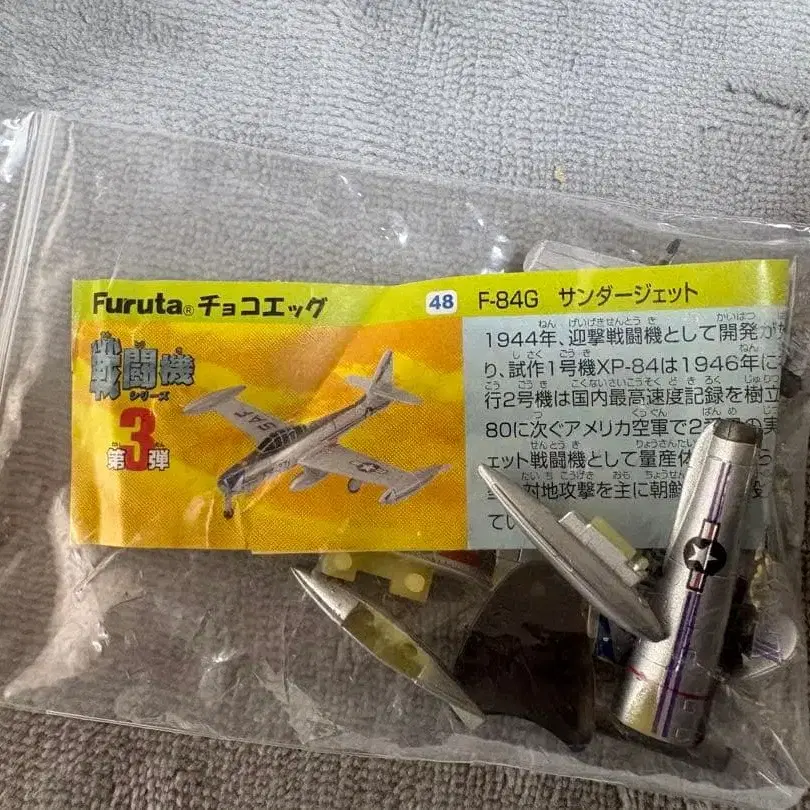 Furuta® チョコエッグ
48 F-84G サンダージェット
戦闘機
シリーズ
第3弾
USAF
1944年、迎撃戦闘機として開発が
り、試作1号機XP-84は1946年に
行2号機は国内最高速度記録を樹立
80に次ぐアメリカ空軍で2
ェット戦闘機として量産
対地攻撃を主に朝鮮
てい